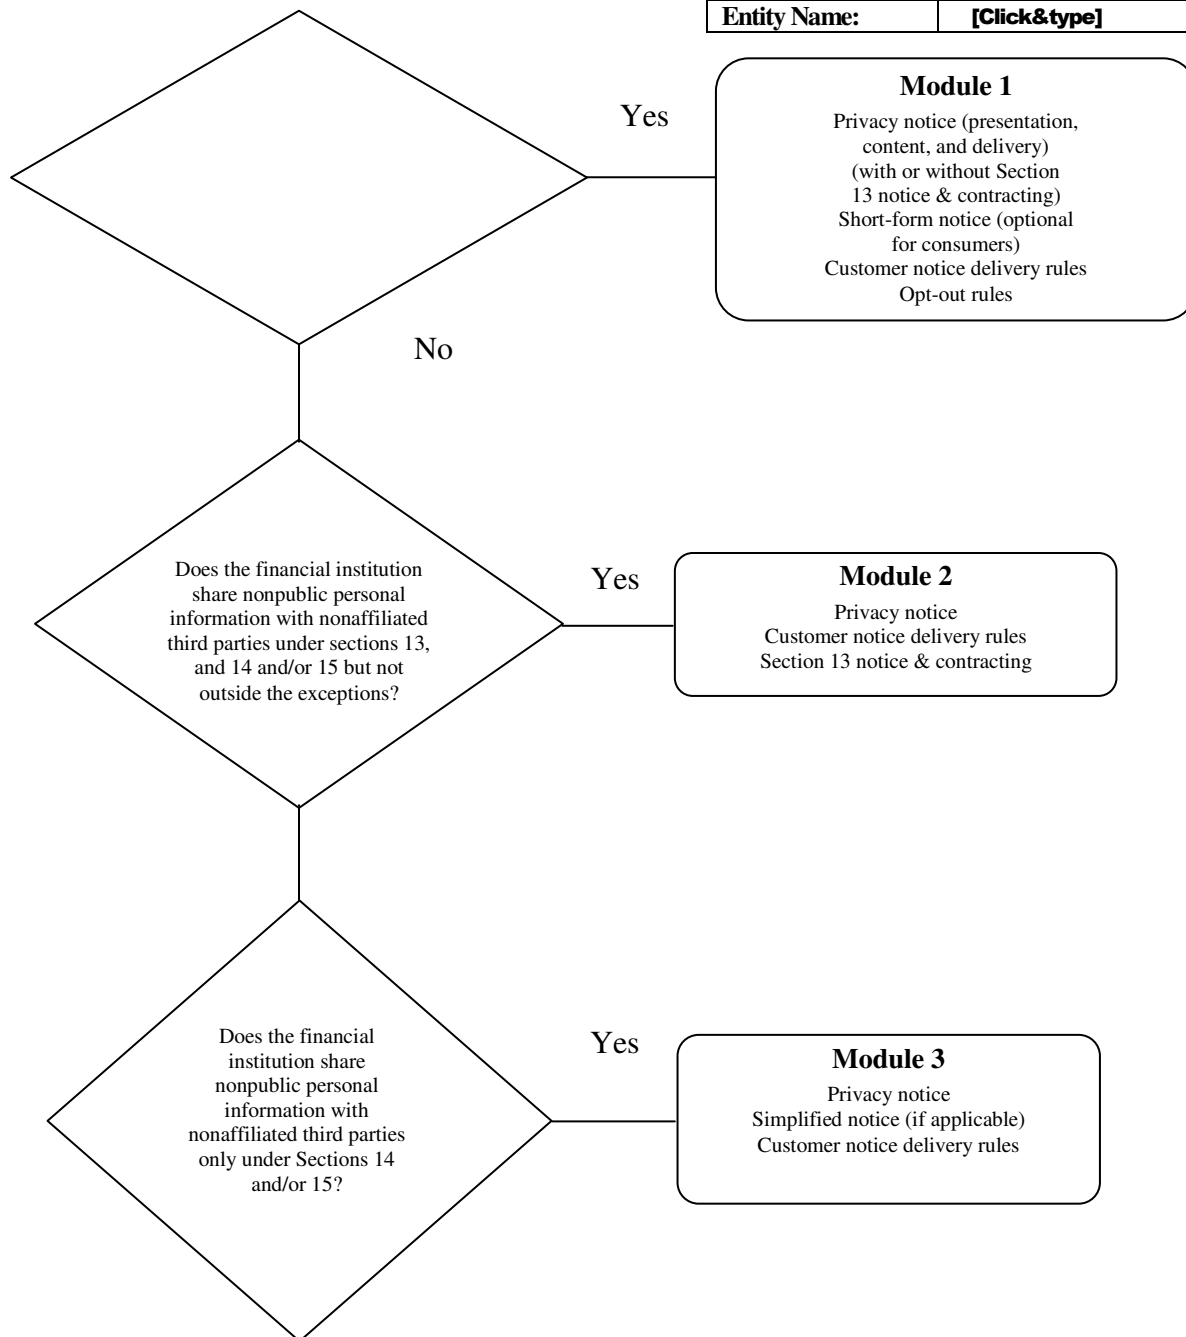 Entity Name: [Click&type]
Module 1
Yes
Privacy notice (presentation,
content, and delivery)
(with or without Section
13 notice & contracting)
Short-form notice (optional
for consumers)
Customer notice delivery rules
Opt-out rules
No
Does the financial institution
share nonpublic personal
information with nonaffiliated
third parties under sections 13,
and 14 and/or 15 but not
outside the exceptions?
Yes
Module 2
Privacy notice
Customer notice delivery rules
Section 13 notice & contracting
Does the financial
institution share
nonpublic personal
information with
nonaffiliated third parties
only under Sections 14
and/or 15?
Yes
Module 3
Privacy notice
Simplified notice (if applicable)
Customer notice delivery rules